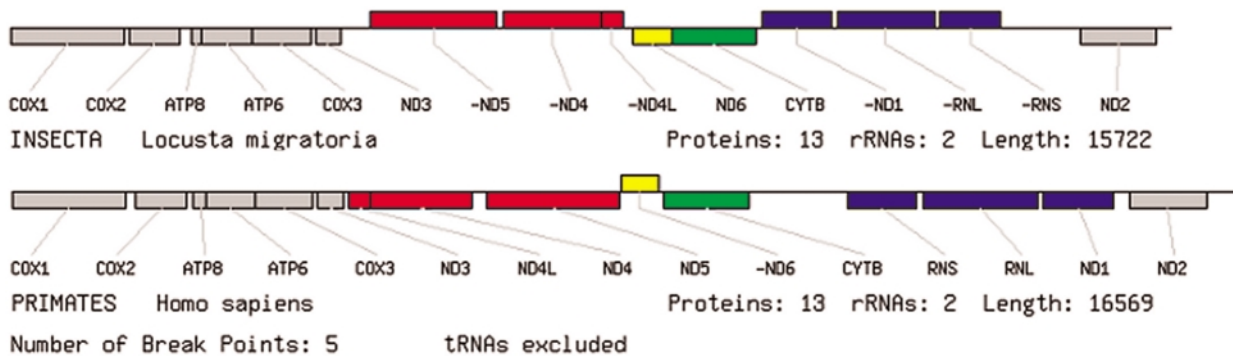 COX1 COX2 ATP8 ATP6 COX3 ND3 -ND5 -ND4 -ND4L ND6 CYTB -ND1 -RNL -RNS ND2
INSECTA Locusta migratoria Proteins: 13 rRNAs: 2 Length: 15722
COX1 COX2 ATP8 ATP6 COX3 ND3 ND4L ND4 ND5 -ND6 CYTB RNS RNL ND1 ND2
PRIMATES Homo sapiens Proteins: 13 rRNAs: 2 Length: 16569
Number of Break Points: 5 tRNAs excluded